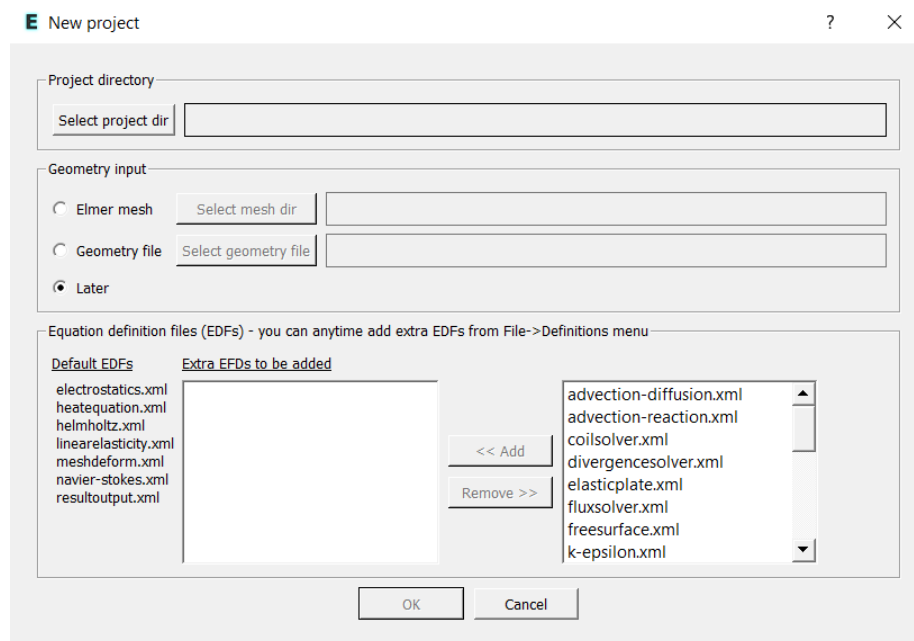 E New project ?
Project directory
Select project dir
Geometry input
Elmer mesh Select mesh dir
Geometry file Select geometry file
Later
Equation definition files (EDFs) - you can anytime add extra EDFs from File->Definitions menu
Default EDFs Extra EFDs to be added
electrostatics.xml
heatequation.xml
helmholtz.xml
linearelasticity.xml
meshdeform.xml
navier-stokes.xml
resultoutput.xml
<< Add
Remove >>
advection-diffusion.xml
advection-reaction.xml
coilsolver.xml
divergencesolver.xml
elasticplate.xml
fluxsolver.xml
freesurface.xml
k-epsilon.xml
OK Cancel